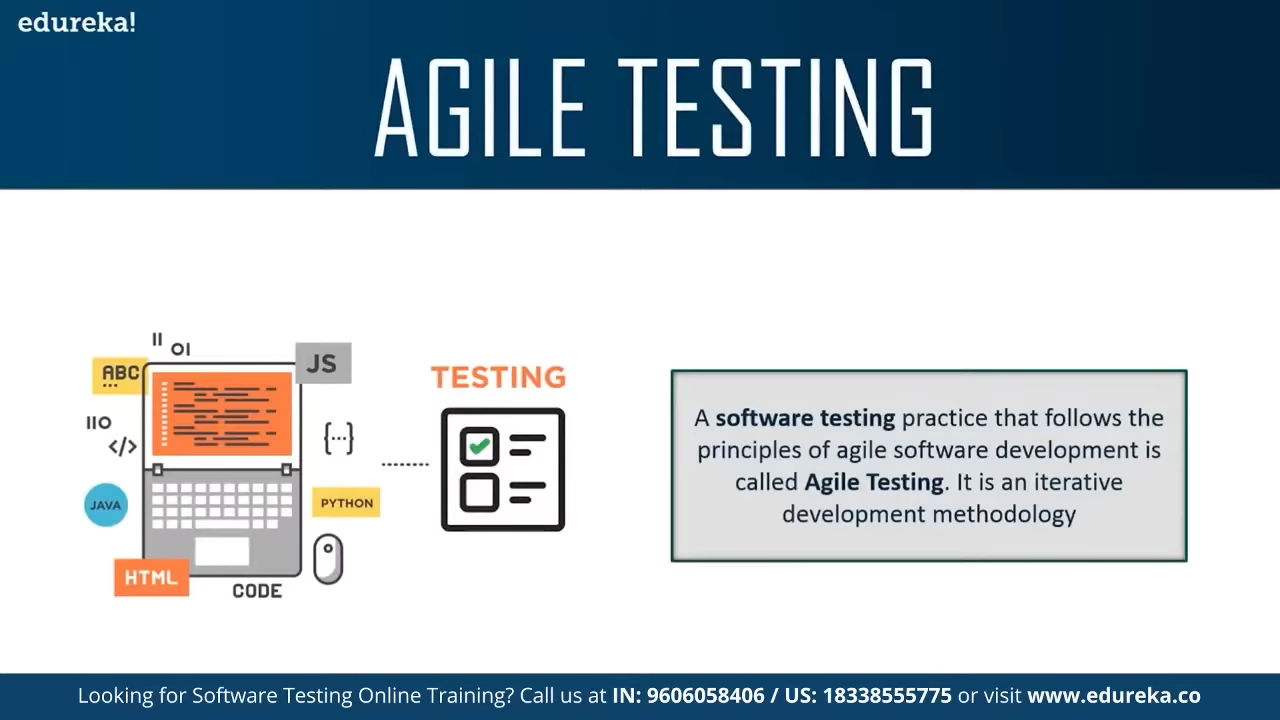 edureka!
AGILE TESTING
II
OI
ABC
JS
IIO
</>
{...}
JAVA
PYTHON
HTML
CODE
TESTING
A software testing practice that follows the
principles of agile software development is
called Agile Testing. It is an iterative
development methodology
Looking for Software Testing Online Training? Call us at IN: 9606058406 / US: 18338555775 or visit www.edureka.co